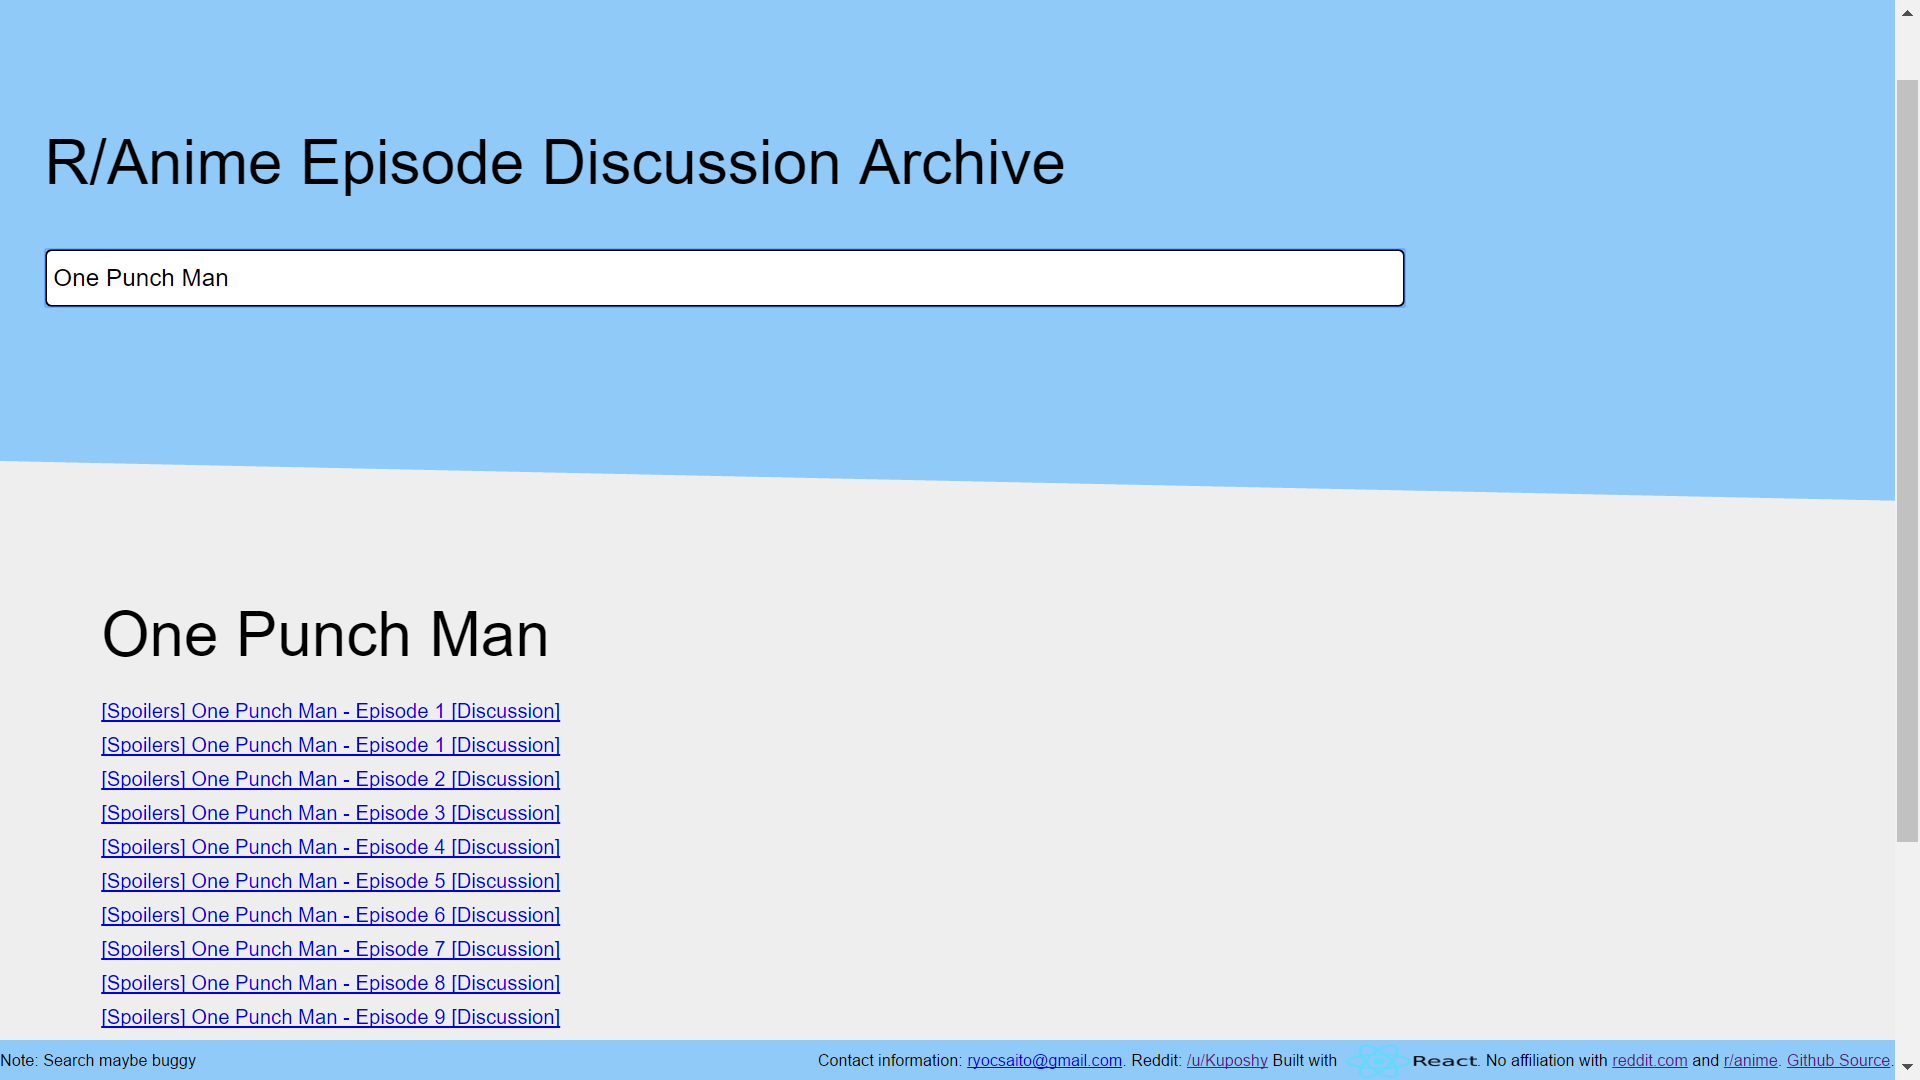 R/Anime Episode Discussion Archive
One Punch Man
One Punch Man
[Spoilers] One Punch Man - Episode 1 [Discussion]
[Spoilers] One Punch Man - Episode 1 [Discussion]
[Spoilers] One Punch Man - Episode 2 [Discussion]
[Spoilers] One Punch Man - Episode 3 [Discussion]
[Spoilers] One Punch Man - Episode 4 [Discussion]
[Spoilers] One Punch Man - Episode 5 [Discussion]
[Spoilers] One Punch Man - Episode 6 [Discussion]
[Spoilers] One Punch Man - Episode 7 [Discussion]
[Spoilers] One Punch Man - Episode 8 [Discussion]
[Spoilers] One Punch Man - Episode 9 [Discussion]
Note: Search maybe buggy
Contact information: ryocsaito@gmail.com. Reddit: /u/Kuposhy Built with React. No affiliation with reddit.com and r/anime. Github Source.